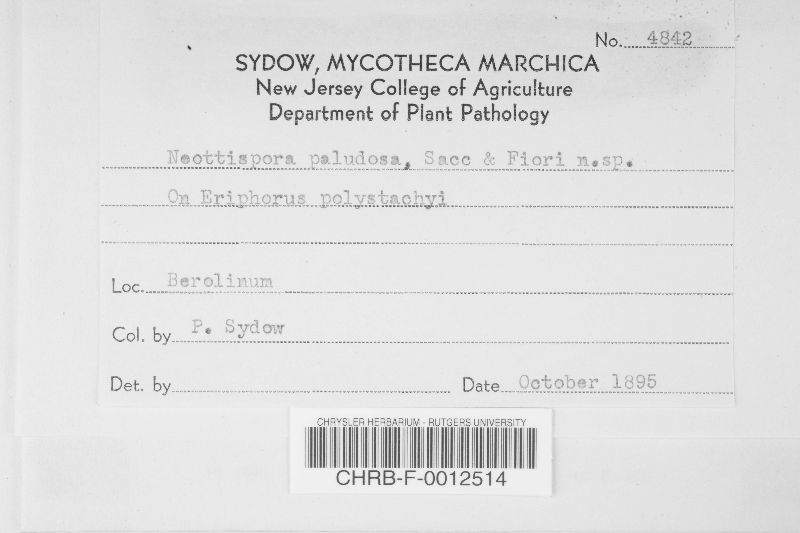 No. 4842
SYDOW, MYCOTHECA MARCHICA
New Jersey College of Agriculture
Department of Plant Pathology
Neottispora paludosa, Sacc & Fiori n.sp.
On Eriphorus polystachyi
Loc. Berolinum
Col. by P. Sydow
Det. by Date October 1895
CHRYSLER HERBARIUM - RUTGERS UNIVERSITY
CHRB-F-0012514